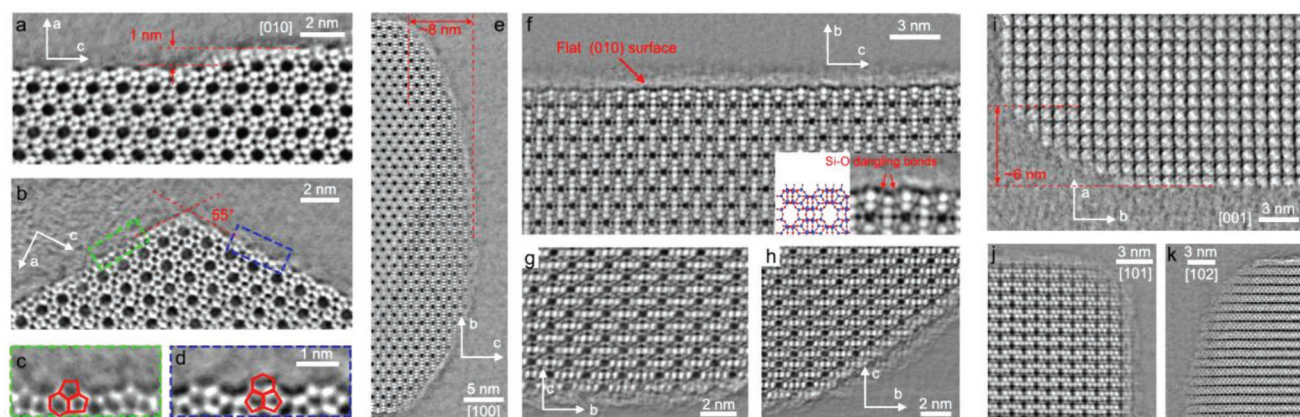 a
a
c
1 nm
[010]
2 nm
b
c
a
55°
2 nm
c
d
1 nm
e
~8 nm
b
c
5 nm
[100]
f
b
c
3 nm
Flat (010) surface
Si-O dangling bonds
g
c
b
2 nm
h
c
b
2 nm
i
~6 nm
a
b
[001]
3 nm
j
3 nm
[101]
k
3 nm
[102]